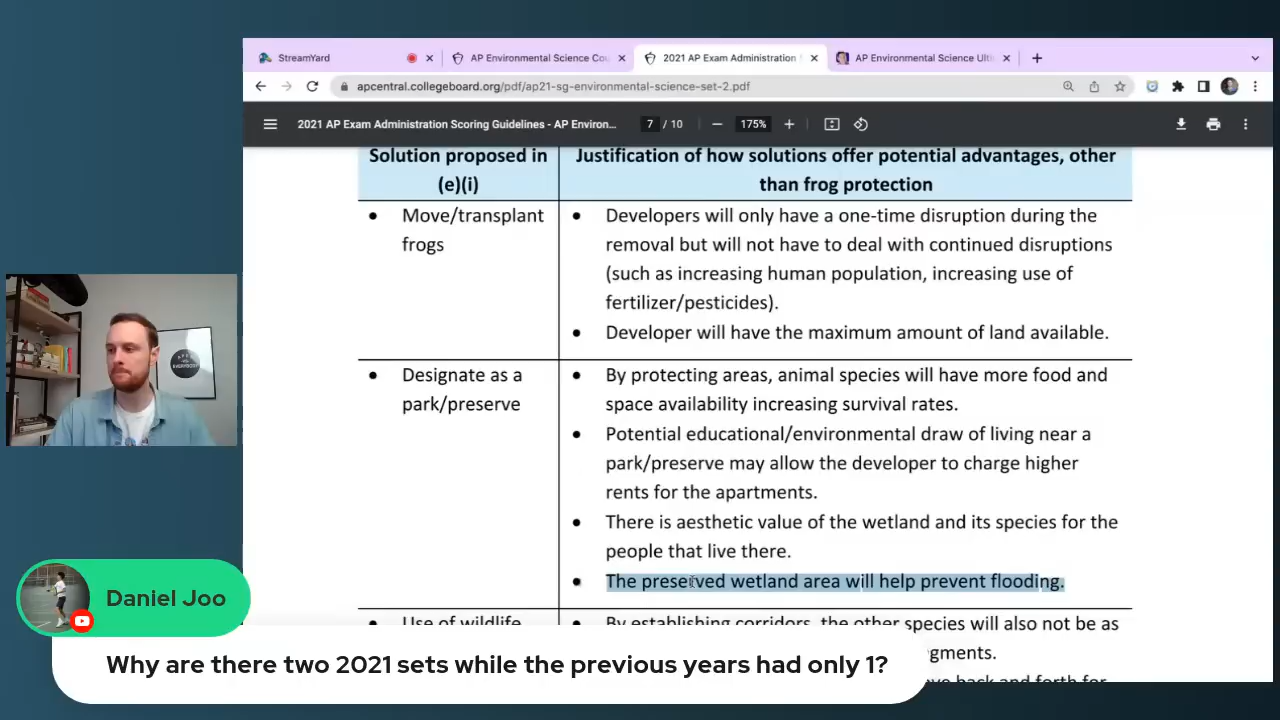 StreamYard
AP Environmental Science Cou
2021 AP Exam Administration
AP Environmental Science Ulti
apcentral.collegeboard.org/pdf/ap21-sg-environmental-science-set-2.pdf
2021 AP Exam Administration Scoring Guidelines - AP Environ...
7 / 10
175%
Solution proposed in
(e)(i)
Justification of how solutions offer potential advantages, other
than frog protection
• Move/transplant
frogs
• Developers will only have a one-time disruption during the
removal but will not have to deal with continued disruptions
(such as increasing human population, increasing use of
fertilizer/pesticides).
• Developer will have the maximum amount of land available.
• Designate as a
park/preserve
• By protecting areas, animal species will have more food and
space availability increasing survival rates.
• Potential educational/environmental draw of living near a
park/preserve may allow the developer to charge higher
rents for the apartments.
• There is aesthetic value of the wetland and its species for the
people that live there.
• The preserved wetland area will help prevent flooding.
• Use of wildlife
• By establishing corridors, the other species will also not be as
gments.
back and forth for
Daniel Joo
Why are there two 2021 sets while the previous years had only 1?